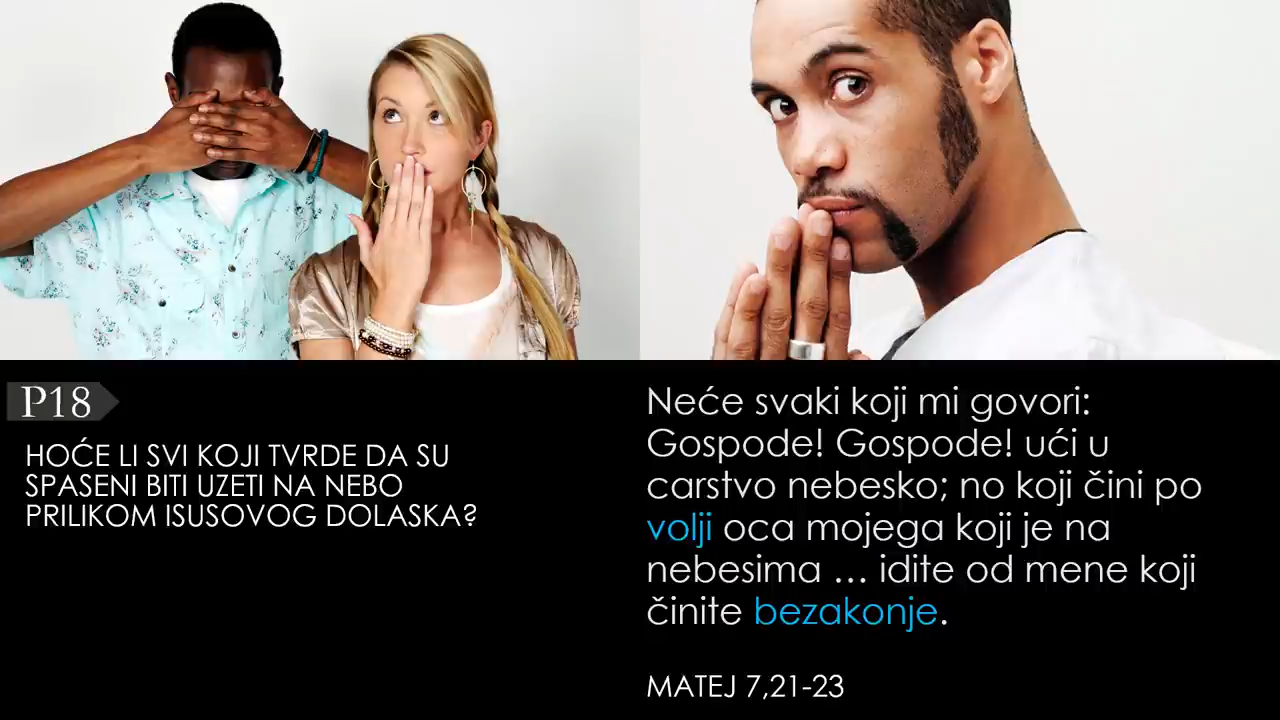 P18
HOĆE LI SVI KOJI TVRDE DA SU
SPASENI BITI UZETI NA NEBO
PRILIKOM ISUSOVOG DOLASKA?
Neće svaki koji mi govori:
Gospode! Gospode! ući u
carstvo nebesko; no koji čini po
volji oca mojega koji je na
nebesima ... idite od mene koji
činite bezakonje.
MATEJ 7,21-23